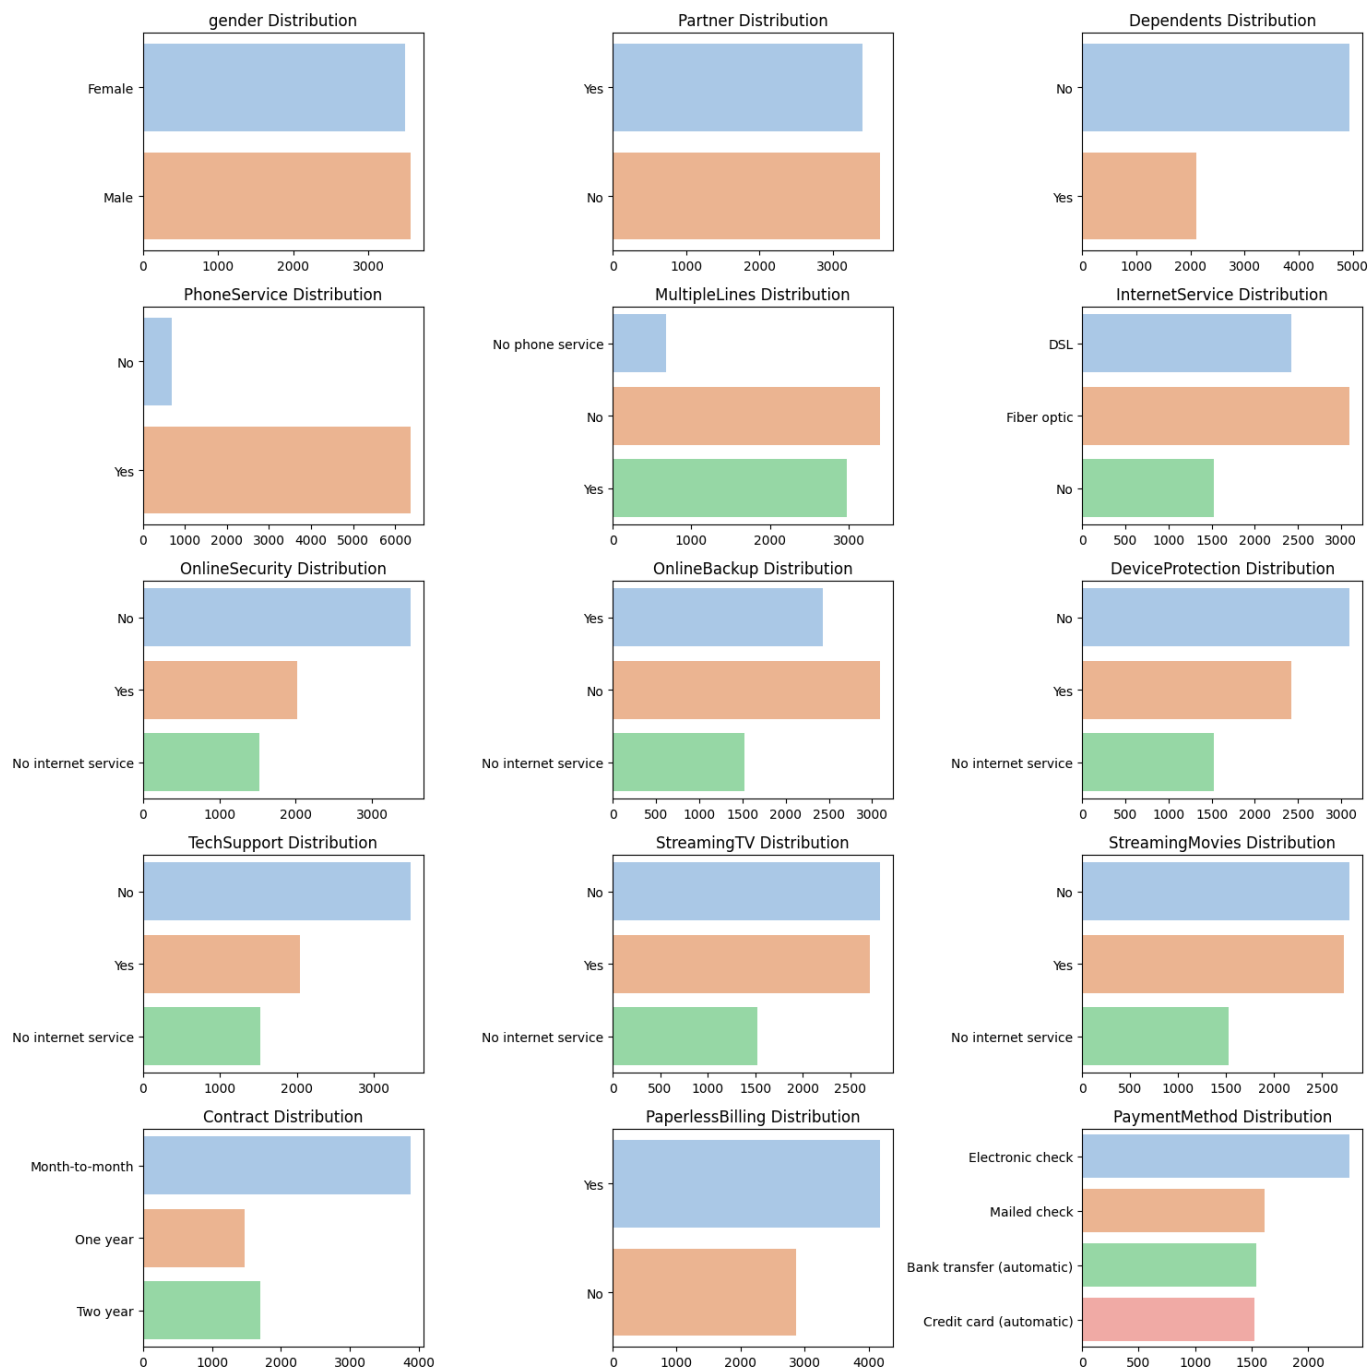 gender Distribution
Female
Male
0 1000 2000 3000
Partner Distribution
Yes
No
0 1000 2000 3000
Dependents Distribution
No
Yes
0 1000 2000 3000 4000 5000
PhoneService Distribution
No
Yes
0 1000 2000 3000 4000 5000 6000
MultipleLines Distribution
No phone service
No
Yes
0 1000 2000 3000
InternetService Distribution
DSL
Fiber optic
No
0 500 1000 1500 2000 2500 3000
OnlineSecurity Distribution
No
Yes
No internet service
0 1000 2000 3000
OnlineBackup Distribution
Yes
No
No internet service
0 500 1000 1500 2000 2500 3000
DeviceProtection Distribution
No
Yes
No internet service
0 500 1000 1500 2000 2500 3000
TechSupport Distribution
No
Yes
No internet service
0 1000 2000 3000
StreamingTV Distribution
No
Yes
No internet service
0 500 1000 1500 2000 2500
StreamingMovies Distribution
No
Yes
No internet service
0 500 1000 1500 2000 2500
Contract Distribution
Month-to-month
One year
Two year
0 1000 2000 3000 4000
PaperlessBilling Distribution
Yes
No
0 1000 2000 3000 4000
PaymentMethod Distribution
Electronic check
Mailed check
Bank transfer (automatic)
Credit card (automatic)
0 500 1000 1500 2000